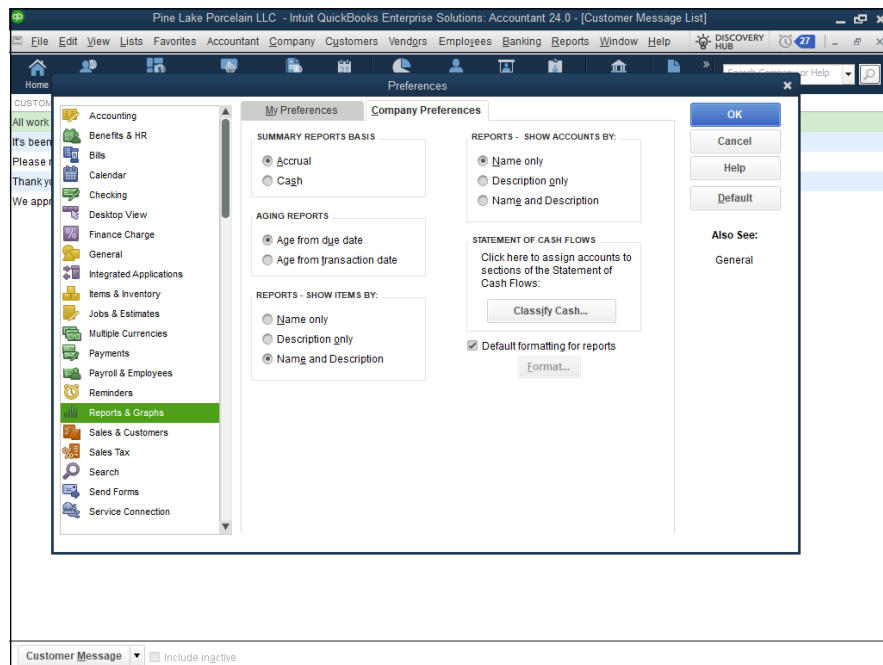 Pine Lake Porcelain LLC - Intuit QuickBooks Enterprise Solutions: Accountant 24.0 - [Customer Message List]
File Edit View Lists Favorites Accountant Company Customers Vendors Employees Banking Reports Window Help DISCOVERY HUB 27
Home
Search Company or Help
Preferences
CUSTOM
All work
It's been
Please
Thank yo
We appr
Accounting
Benefits & HR
Bills
Calendar
Checking
Desktop View
Finance Charge
General
Integrated Applications
Items & Inventory
Jobs & Estimates
Multiple Currencies
Payments
Payroll & Employees
Reminders
Reports & Graphs
Sales & Customers
Sales Tax
Search
Send Forms
Service Connection
My Preferences Company Preferences
SUMMARY REPORTS BASIS
Accrual
Cash
AGING REPORTS
Age from due date
Age from transaction date
REPORTS - SHOW ITEMS BY:
Name only
Description only
Name and Description
REPORTS - SHOW ACCOUNTS BY:
Name only
Description only
Name and Description
STATEMENT OF CASH FLOWS
Click here to assign accounts to
sections of the Statement of
Cash Flows:
Classify Cash...
Default formatting for reports
Format...
OK
Cancel
Help
Default
Also See:
General
Customer Message Include inactive